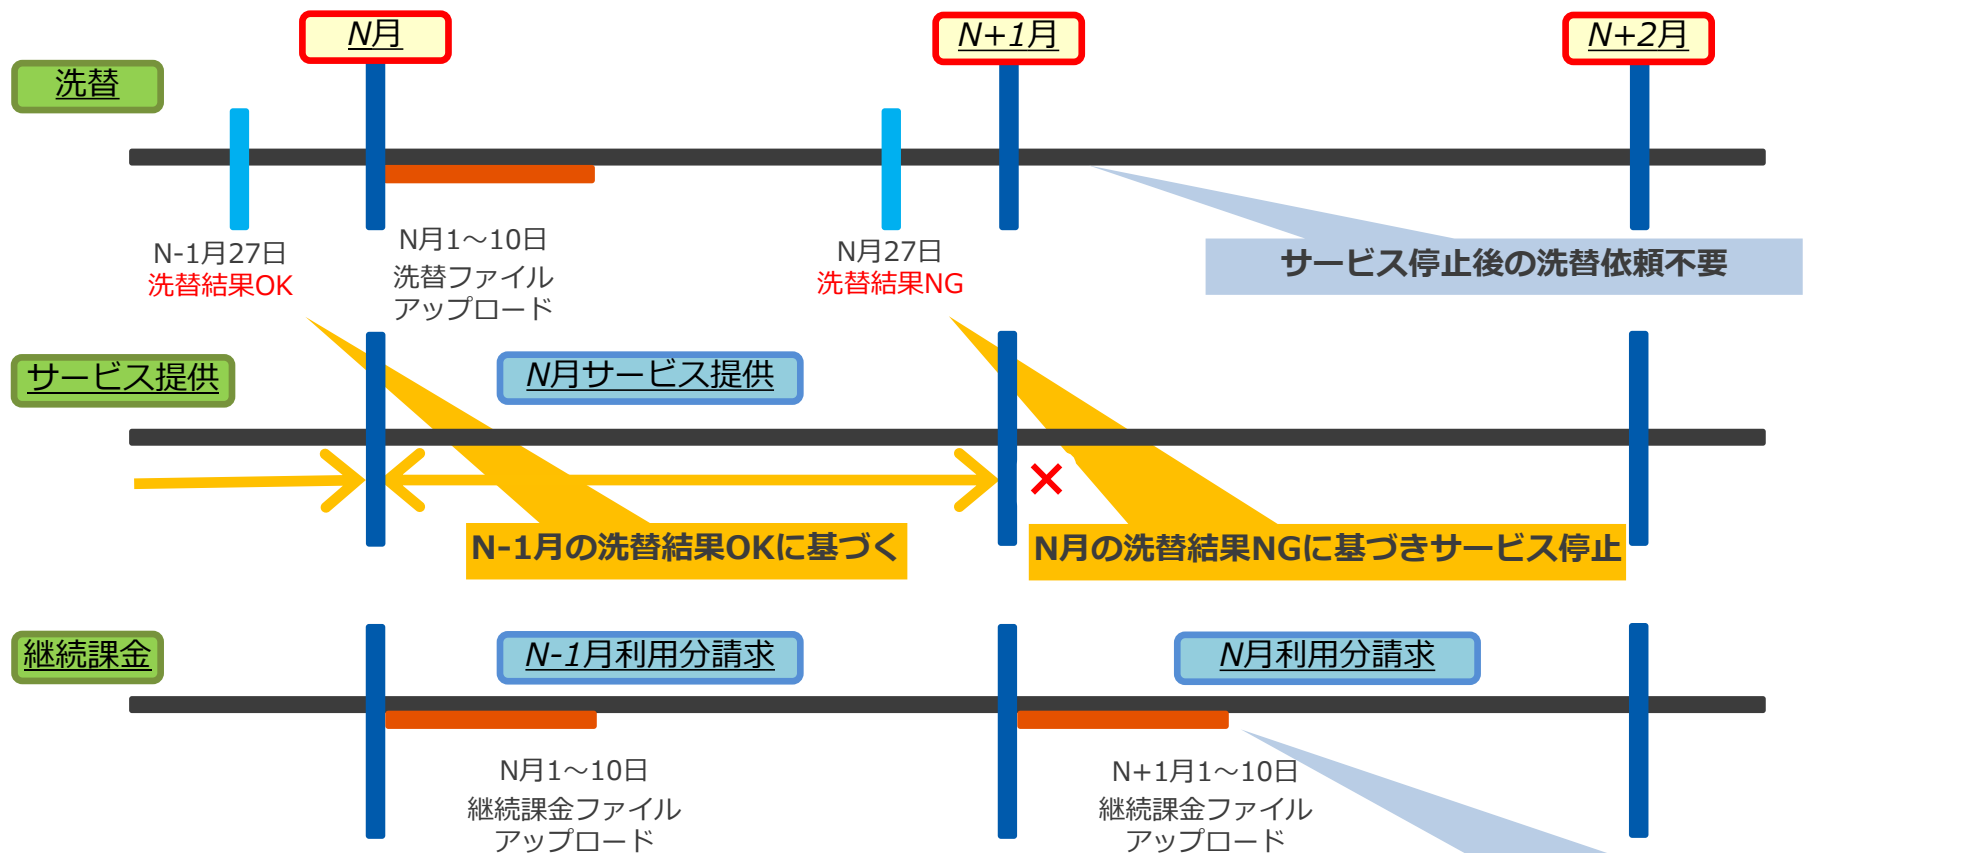 N月
N+1月
N+2月
洗替
N-1月27日
洗替結果OK
N月1～10日
洗替ファイル
アップロード
N月27日
洗替結果NG
サービス停止後の洗替依頼不要
サービス提供
N月サービス提供
N-1月の洗替結果OKに基づく
N月の洗替結果NGに基づきサービス停止
継続課金
N-1月利用分請求
N月利用分請求
N月1～10日
継続課金ファイル
アップロード
N+1月1～10日
継続課金ファイル
アップロード